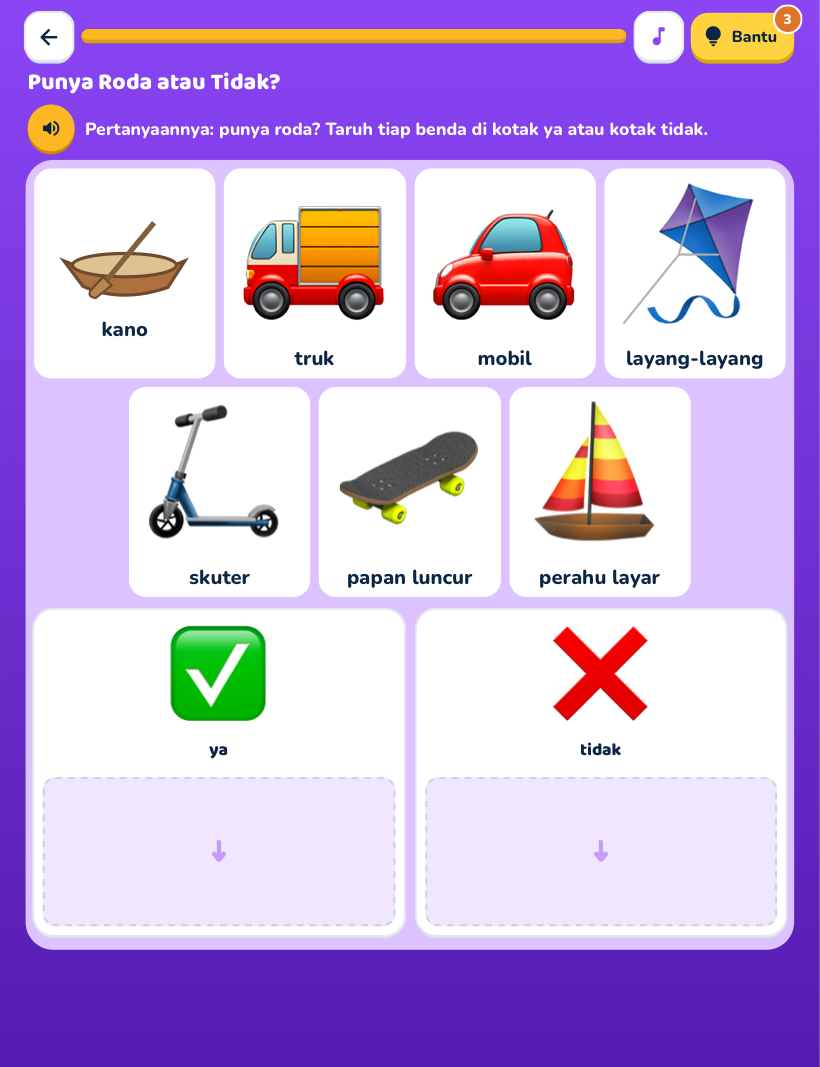 3
Bantu
Punya Roda atau Tidak?
Pertanyaannya: punya roda? Taruh tiap benda di kotak ya atau kotak tidak.
kano
truk
mobil
layang-layang
skuter
papan luncur
perahu layar
ya
tidak